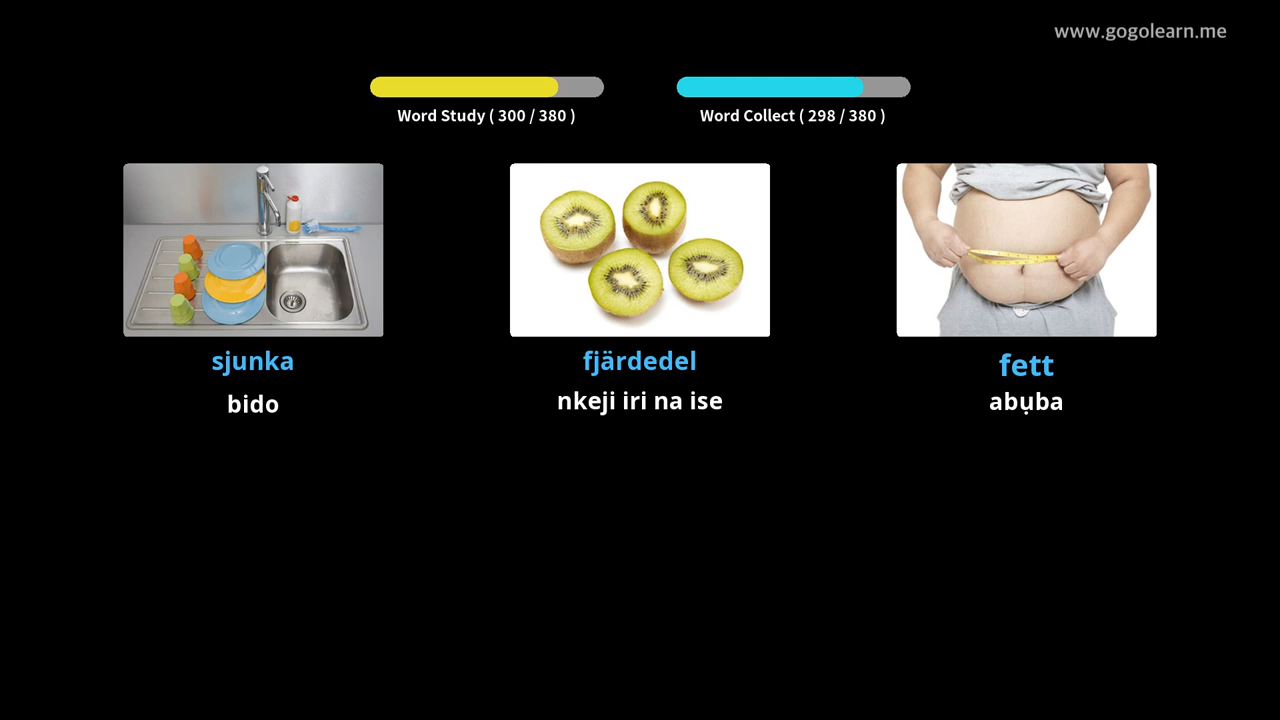 www.gogolearn.me
Word Study ( 300 / 380 )
Word Collect ( 298 / 380 )
sjunka
fjärdedel
fett
bido
nkeji iri na ise
abụba